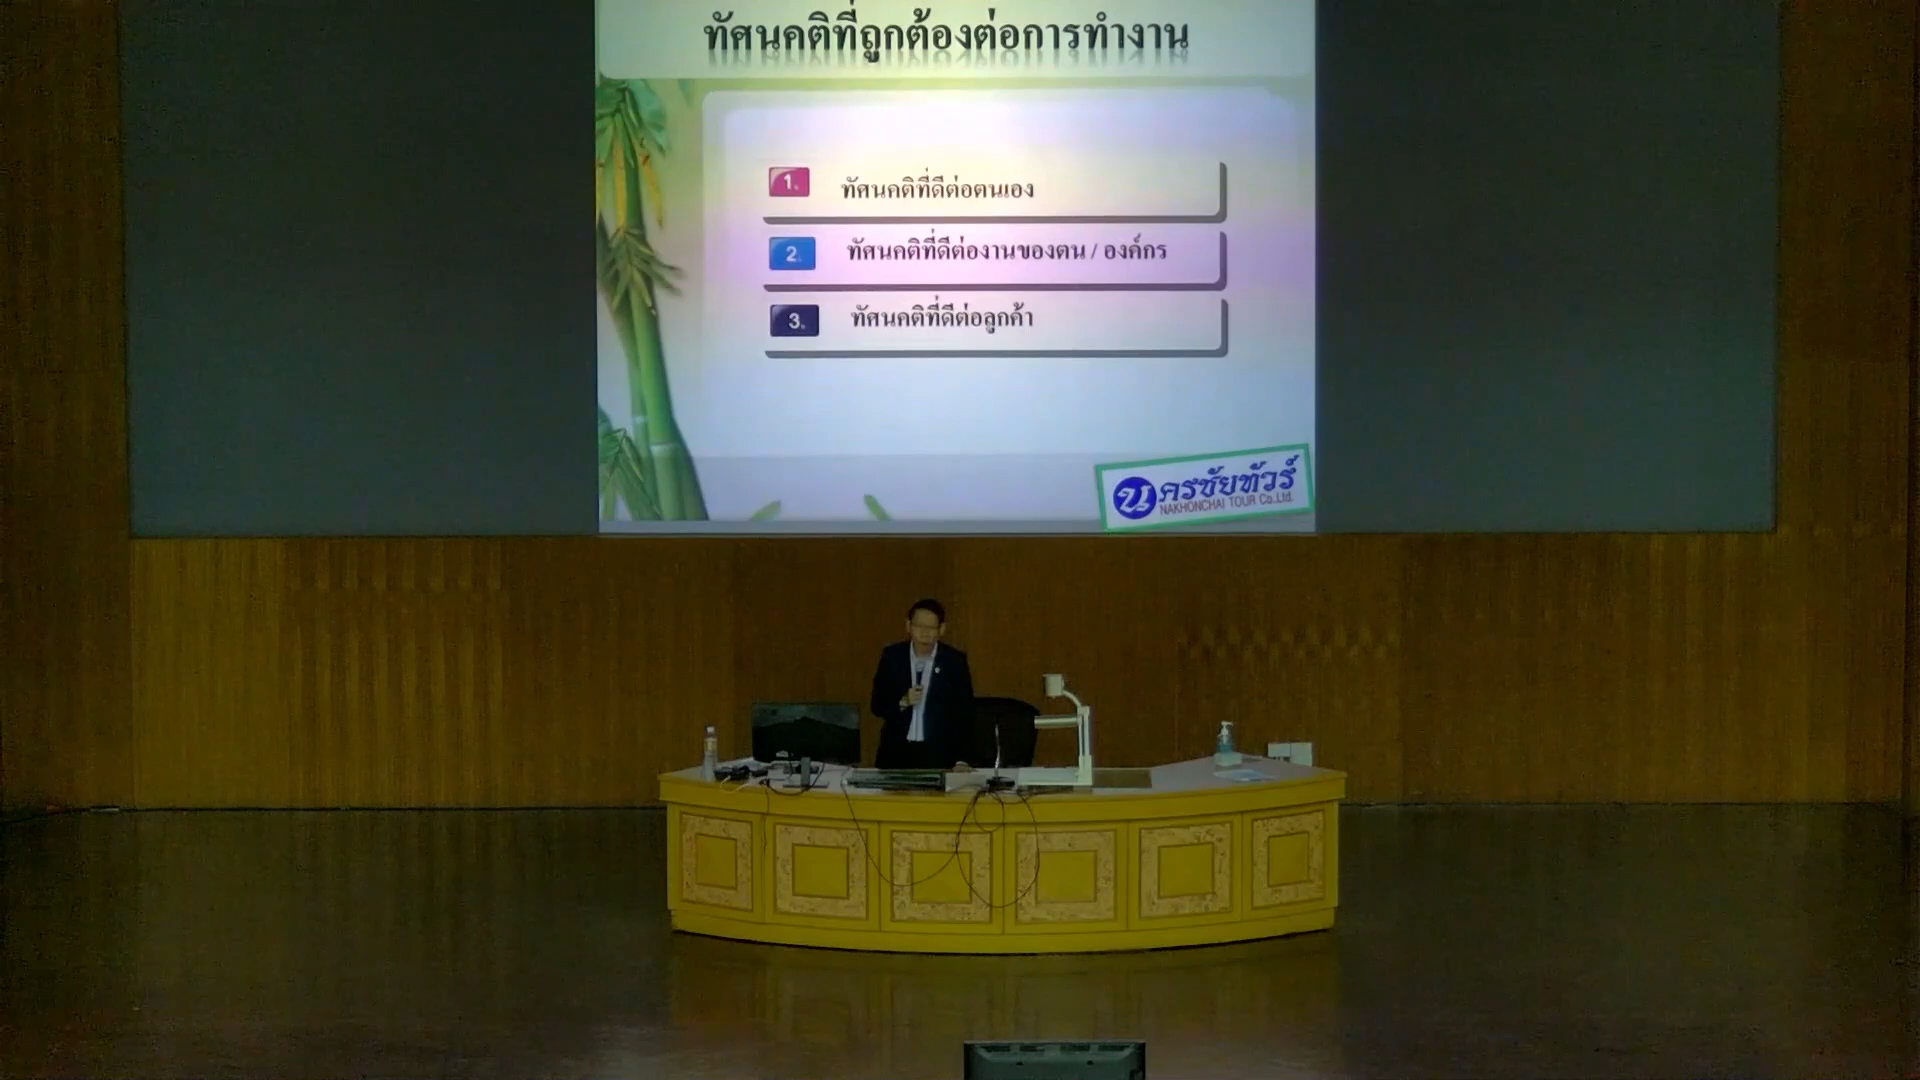 ทัศนคติที่ถูกต้องต่อการทำงาน
1. ทัศนคติที่ดีต่อตนเอง
2. ทัศนคติที่ดีต่องานของตน / องค์กร
3. ทัศนคติที่ดีต่อลูกค้า
นครชัยทัวร์
NAKHONCHAI TOUR Co.,Ltd.